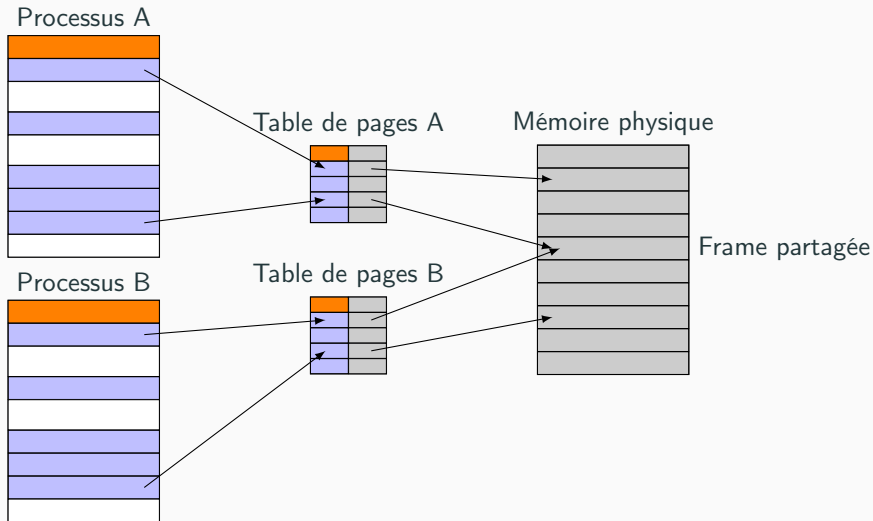 Processus A
Table de pages A
Mémoire physique
Frame partagée
Table de pages B
Processus B